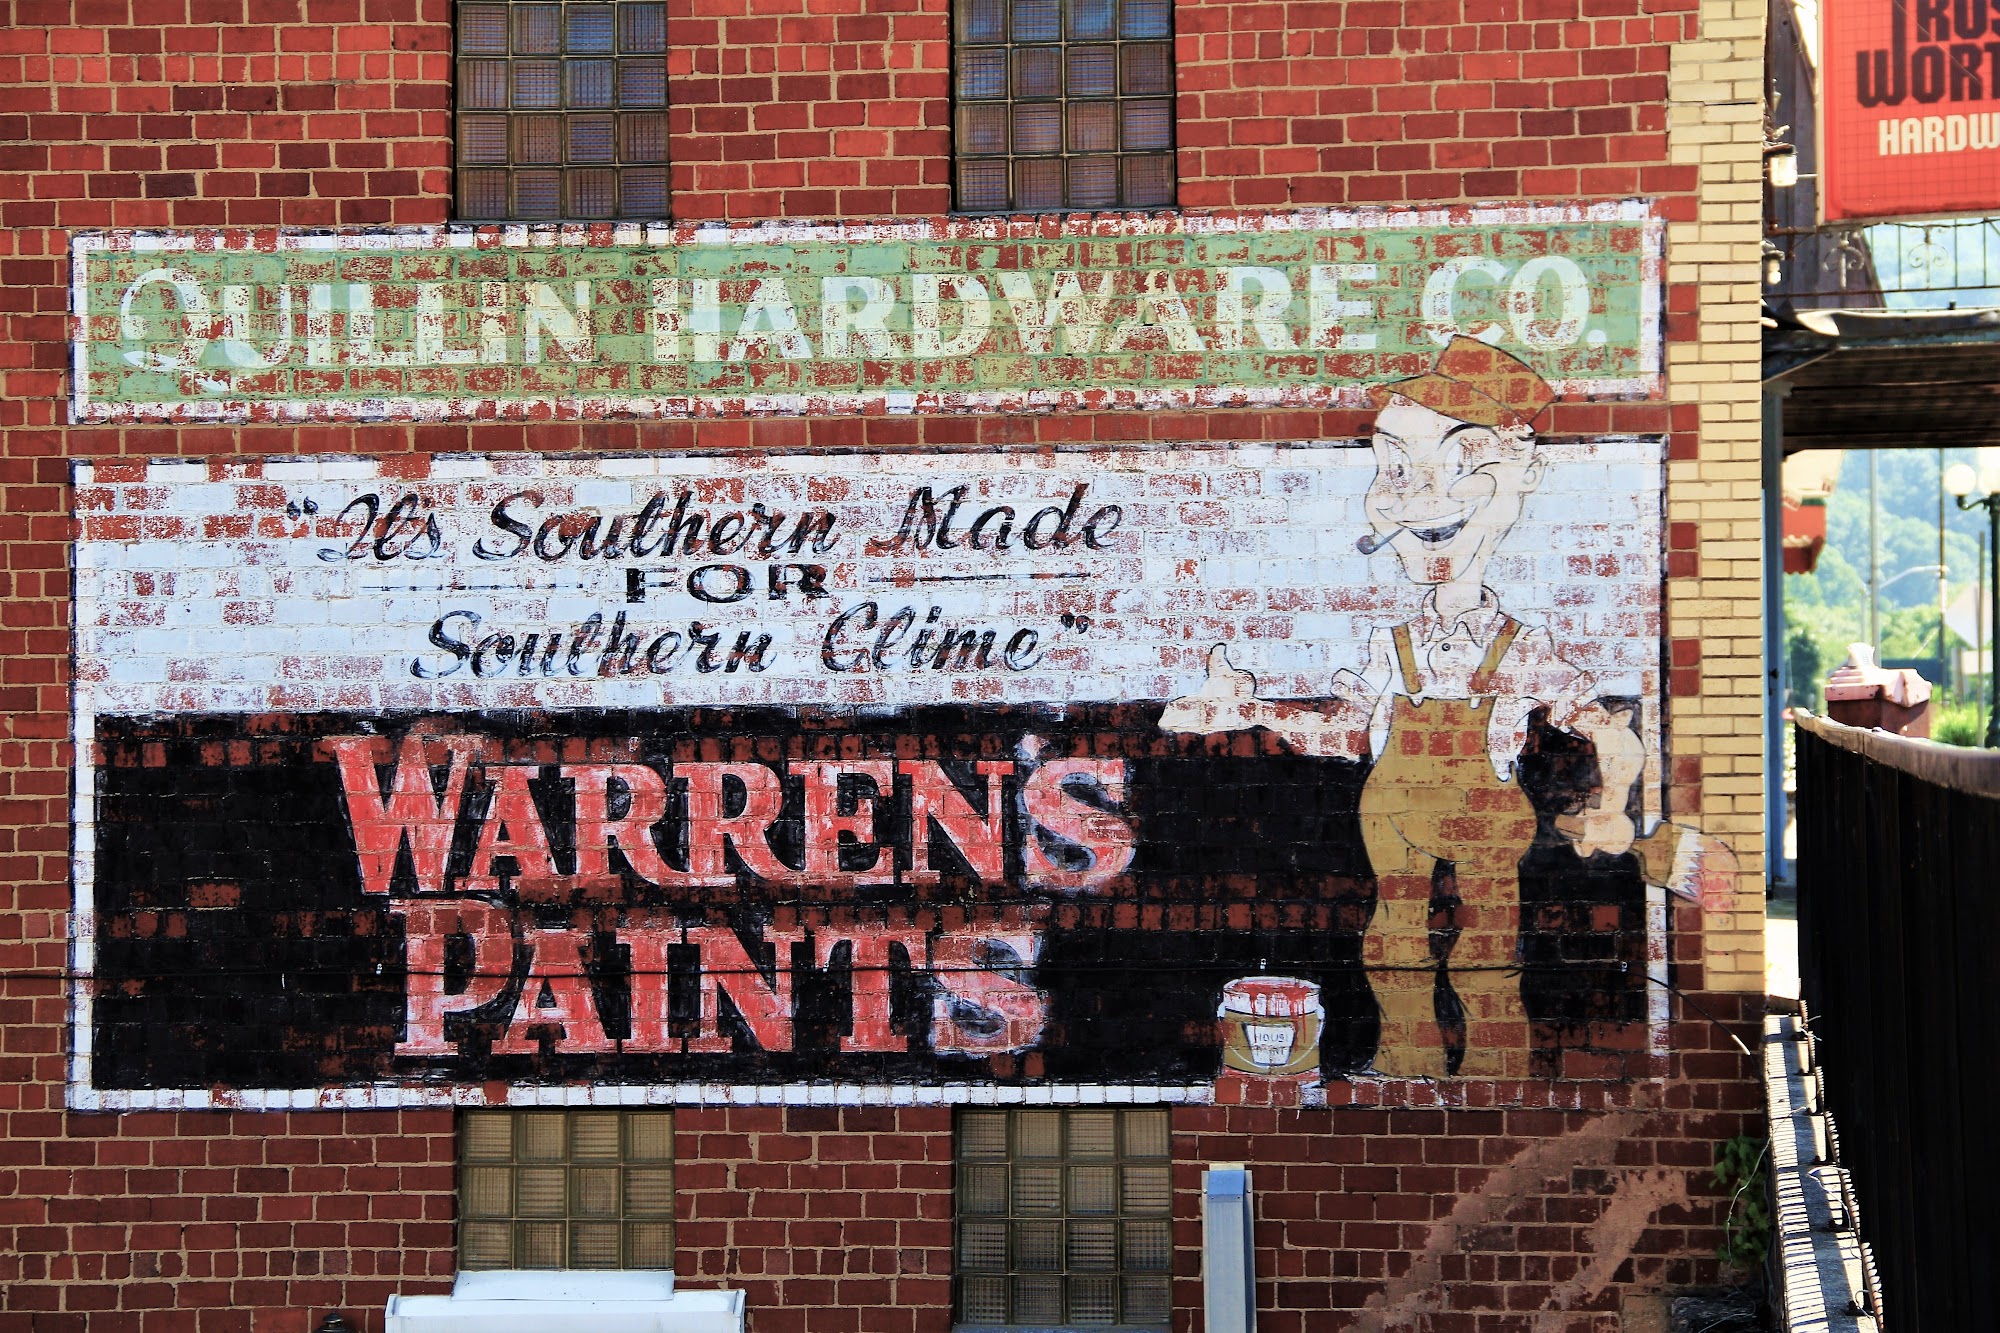 QUILLIN HARDWARE CO.
"It's Southern Made
FOR
Southern Clime"
WARREN'S
PAINTS
HARDW